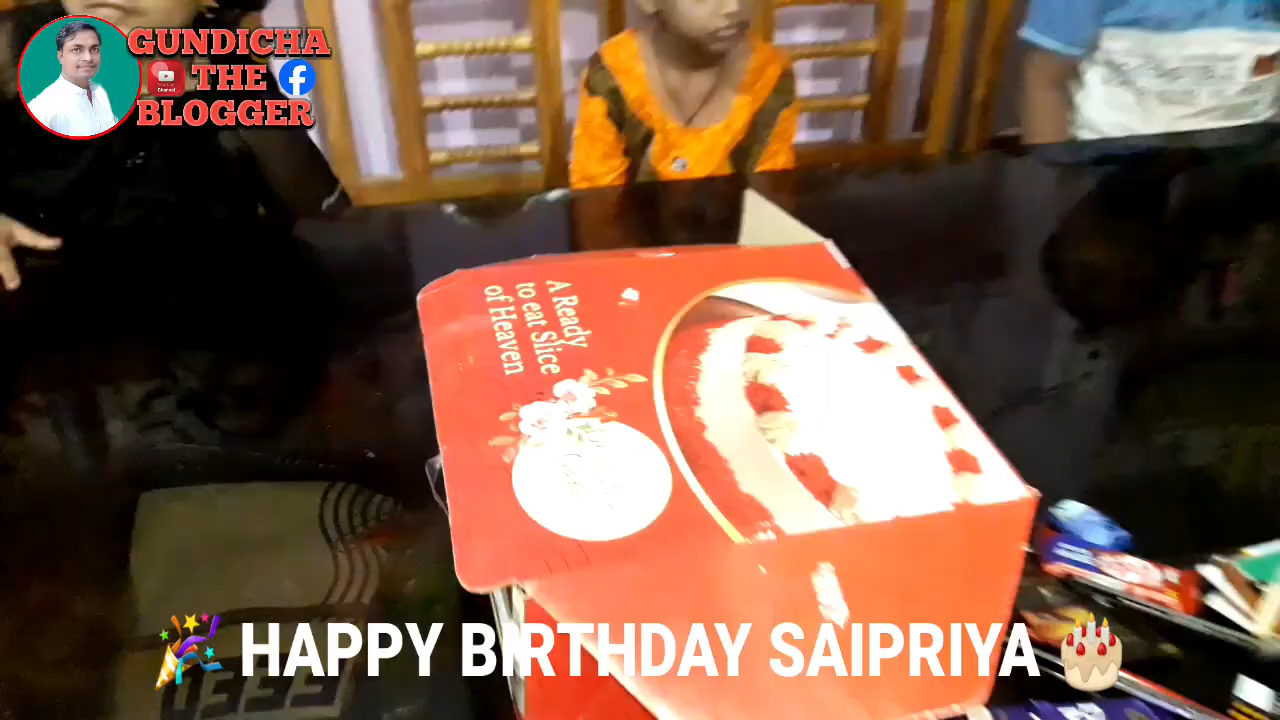 GUNDICHA
THE
BLOGGER
A Ready
to eat Slice
of Heaven
HAPPY BIRTHDAY SAIPRIYA